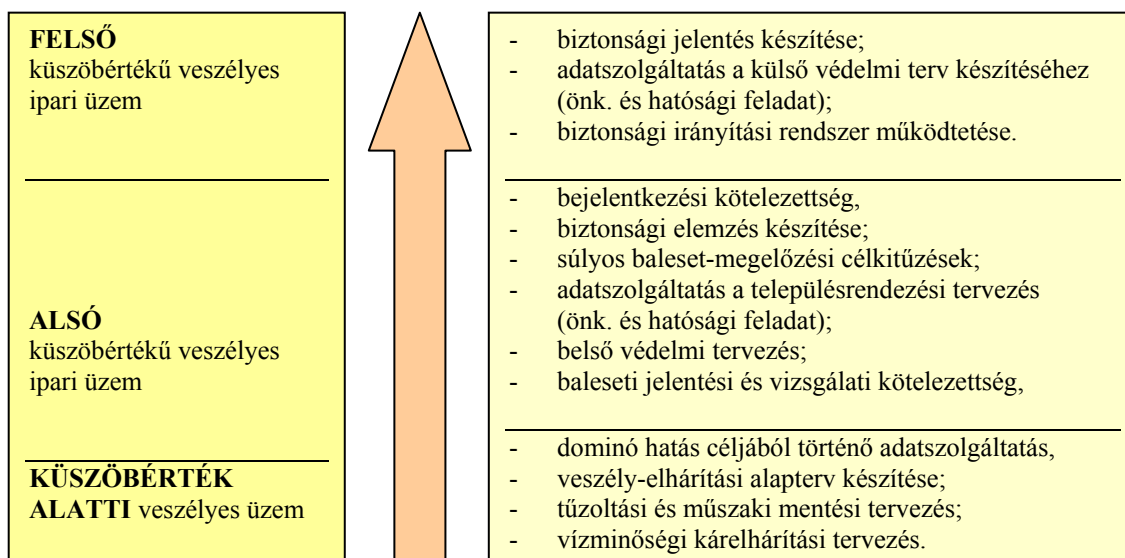 FELSŐ
küszöbértékű veszélyes
ipari üzem
- biztonsági jelentés készítése;
- adatszolgáltatás a külső védelmi terv készítéséhez
(önk. és hatósági feladat);
- biztonsági irányítási rendszer működtetése.
ALSÓ
küszöbértékű veszélyes
ipari üzem
- bejelentkezési kötelezettség,
- biztonsági elemzés készítése;
- súlyos baleset-megelőzési célkitűzések;
- adatszolgáltatás a településrendezési tervezés
(önk. és hatósági feladat);
- belső védelmi tervezés;
- baleseti jelentési és vizsgálati kötelezettség,
KÜSZÖBÉRTÉK
ALATTI veszélyes üzem
- dominó hatás céljából történő adatszolgáltatás,
- veszély-elhárítási alapterv készítése;
- tűzoltási és műszaki mentési tervezés;
- vízminőségi kárelhárítási tervezés.